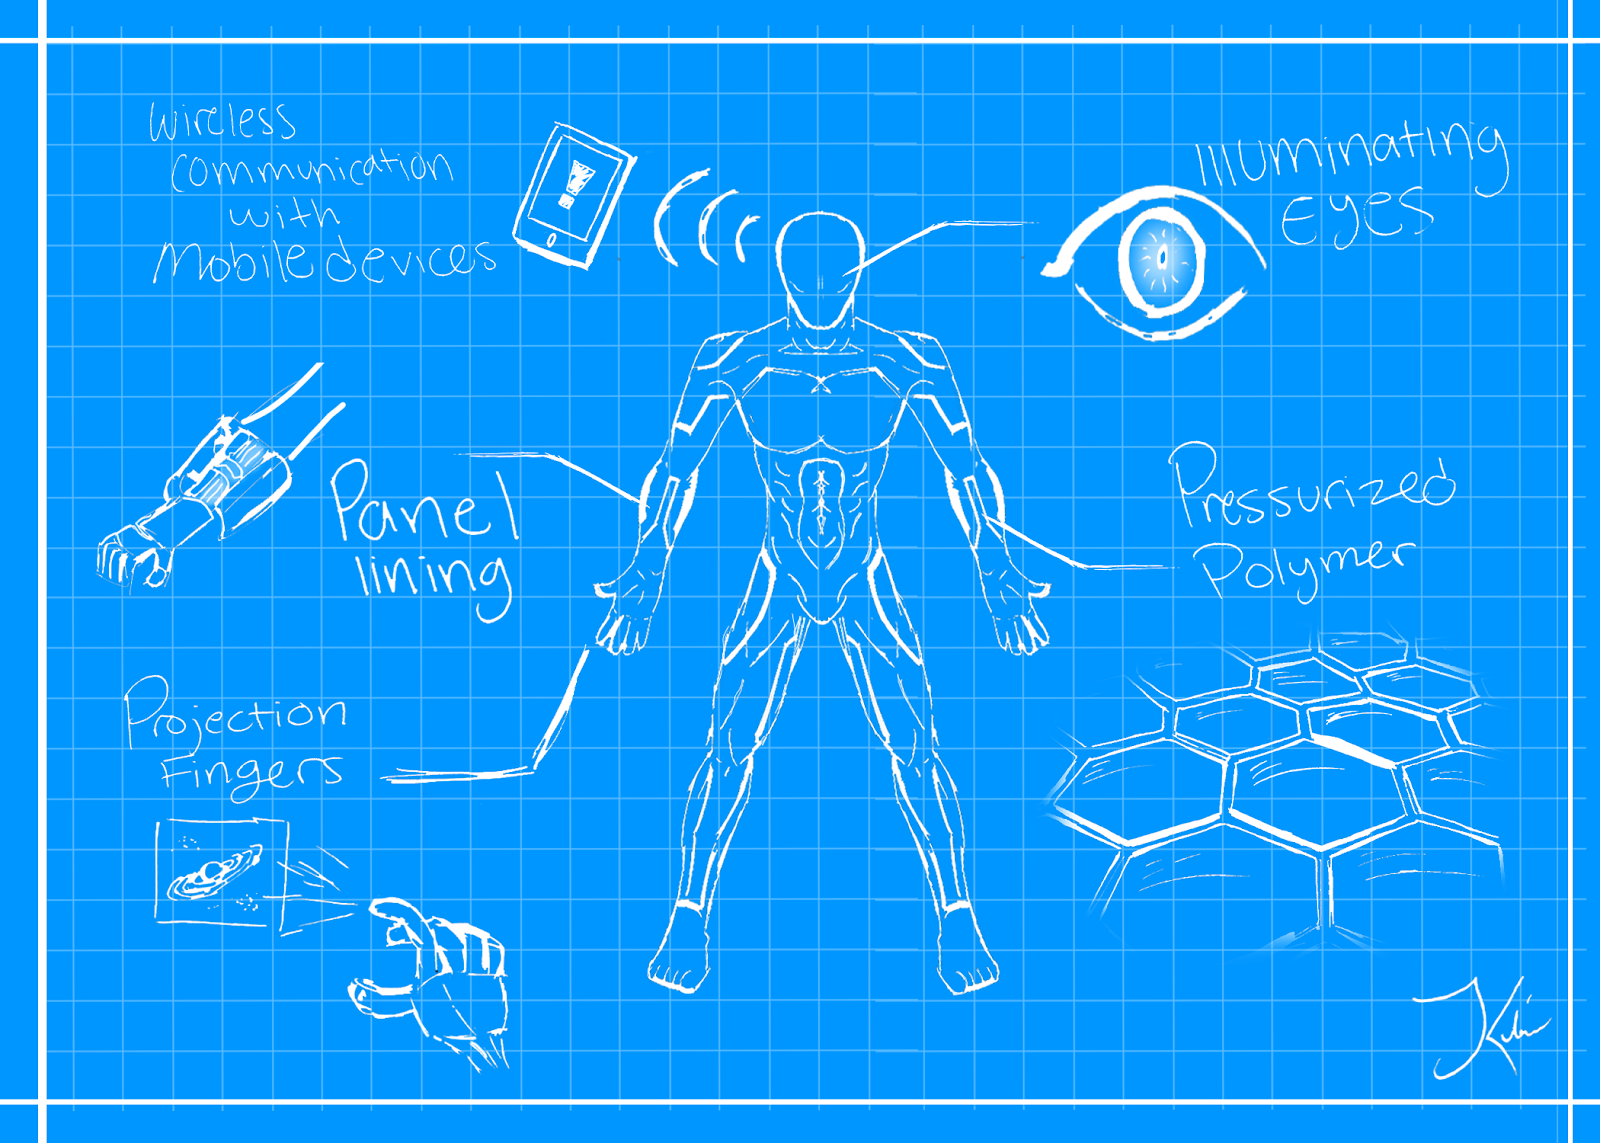 Wireless
communication
with
Mobile devices
Illuminating
Eyes
Panel
lining
Pressurized
Polymer
Projection
Fingers
!